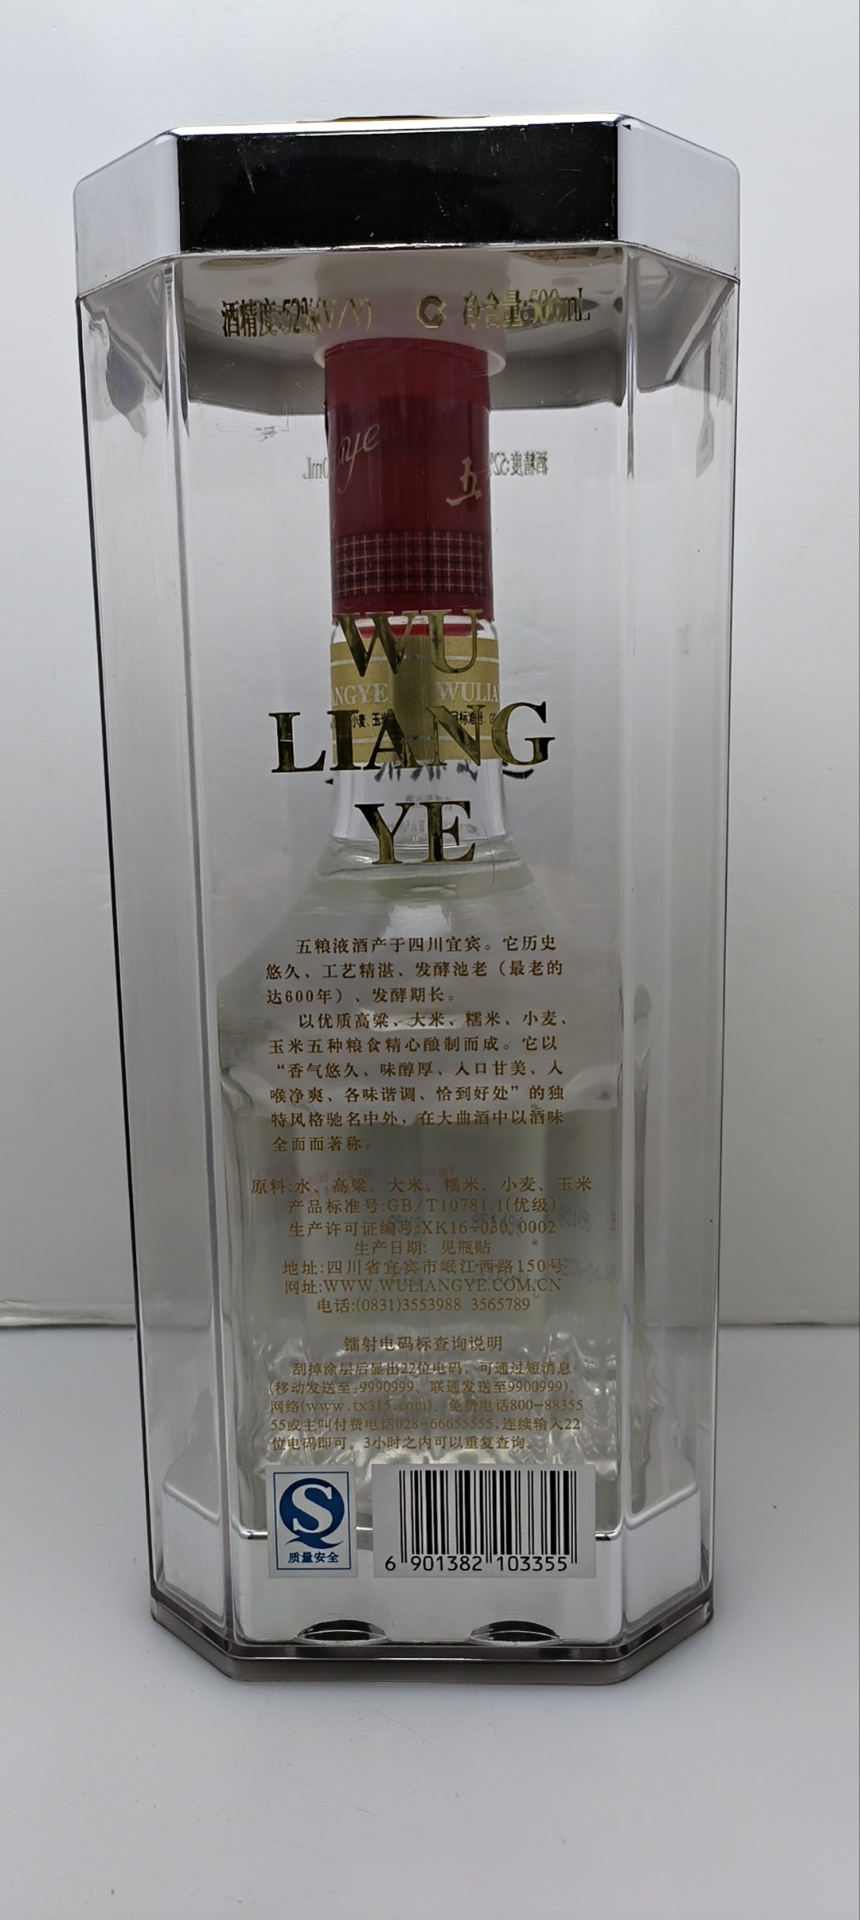 酒精度:52%(V/V) C 净含量:500mL
五
WU
ANGYE WULIA
LIANG
YE
五粮液酒产于四川宜宾。它历史
悠久、工艺精湛、发酵池老（最老的
达600年）、发酵期长。
以优质高粱、大米、糯米、小麦、
玉米五种粮食精心酿制而成。它以
“香气悠久、味醇厚、入口甘美、入
喉净爽、各味谐调、恰到好处”的独
特风格驰名中外，在大曲酒中以酒味
全面而著称。
原料:水、高粱、大米、糯米、小麦、玉米
产品标准号:GB/T10781.1(优级)
生产许可证编号:XK16-030 0002
生产日期: 见瓶贴
地址:四川省宜宾市岷江西路150号
网址:WWW.WULIANGYE.COM.CN
电话:(0831)3553988 3565789
镭射电码标查询说明
刮掉涂层后显出22位电码，可通过短消息
(移动发送至:9990999、联通发送至9900999)、
网络(www.tx315.com)、免费电话800-88355
55或主叫付费电话028-66655555,连续输入22
位电码即可。3小时之内可以重复查询。
质量安全
6 901382 103355